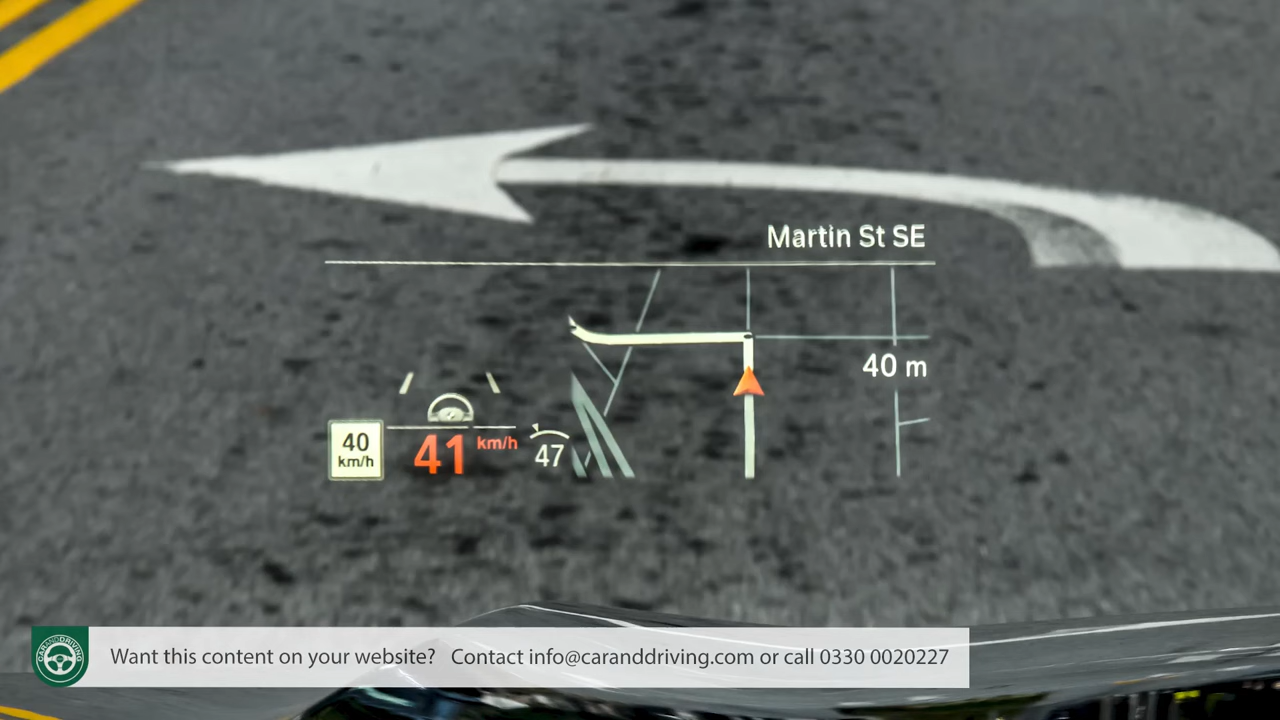 Martin St SE
40 m
40
km/h
41 km/h
47
CARANDDRIVING
Want this content on your website? Contact info@caranddriving.com or call 0330 0020227